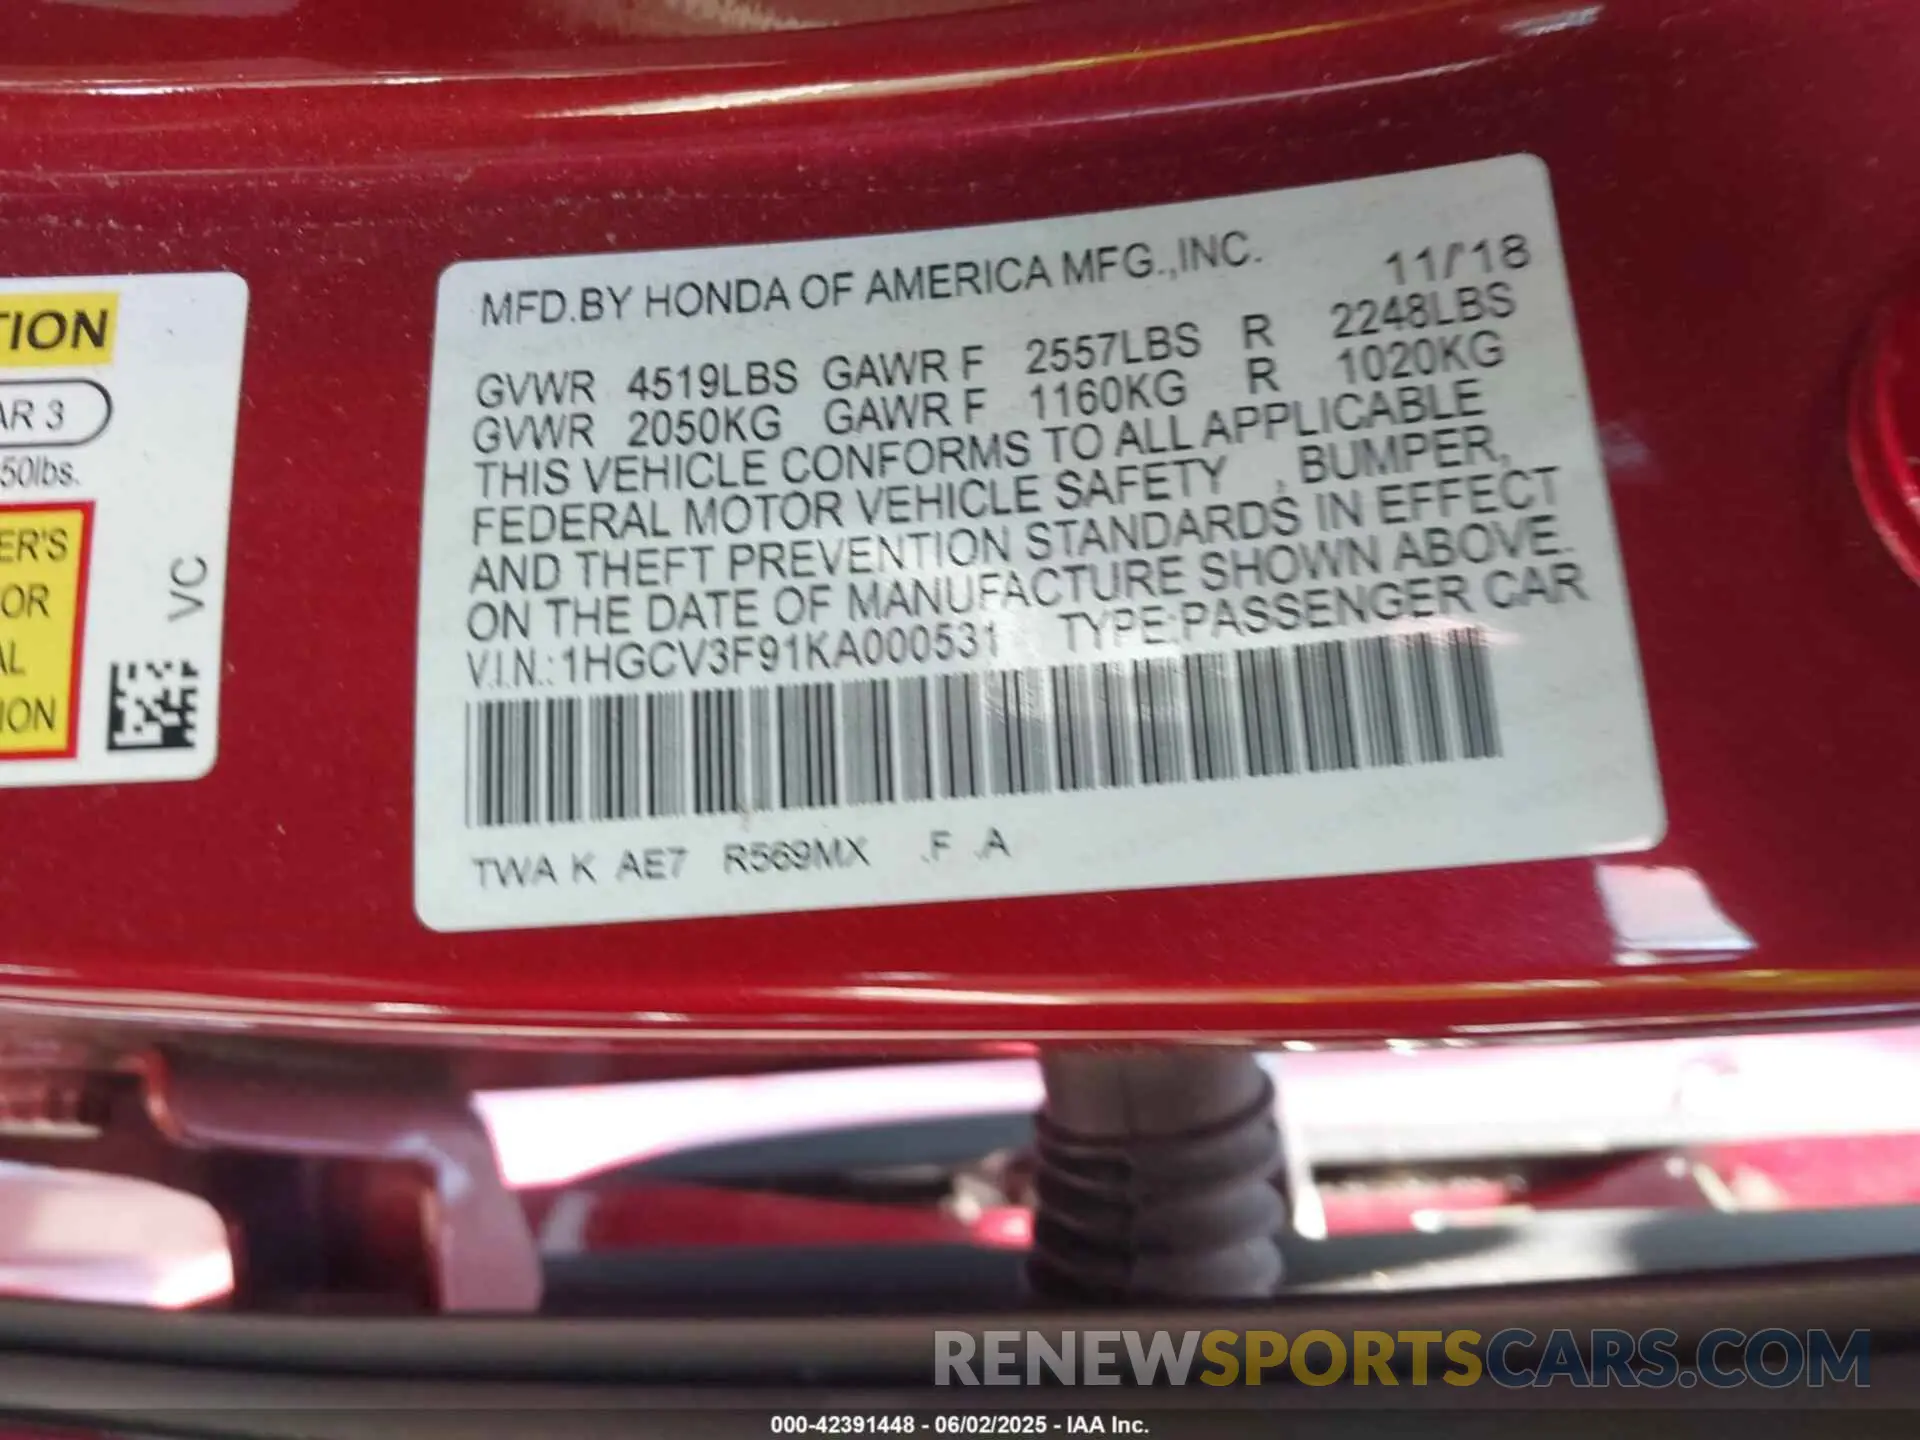 MFD.BY HONDA OF AMERICA MFG.,INC. 11/'18
GVWR 4519LBS GAWR F 2557LBS R 2248LBS
GVWR 2050KG GAWR F 1160KG R 1020KG
THIS VEHICLE CONFORMS TO ALL APPLICABLE
FEDERAL MOTOR VEHICLE SAFETY , BUMPER,
AND THEFT PREVENTION STANDARDS IN EFFECT
ON THE DATE OF MANUFACTURE SHOWN ABOVE.
V.I.N.: 1HGCV3F91KA000531 TYPE:PASSENGER CAR
TWA K AE7 R569MX .F .A
TION
AR 3
50lbs.
ER'S
OR
AL
ION
VC
RENEWSPORTSCARS.COM
000-42391448 - 06/02/2025 - IAA Inc.